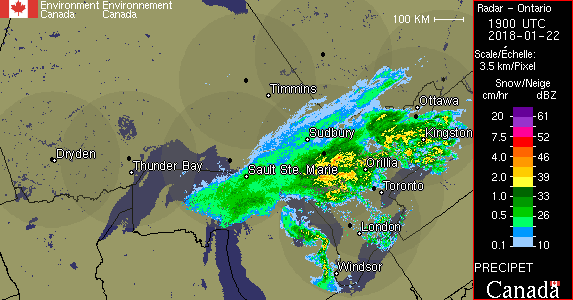 Environment Environnement
Canada Canada
100 KM
Timmins
Ottawa
Sudbury
Kingston
Dryden
Thunder Bay
Sault Ste. Marie
Orillia
Toronto
London
Windsor
Radar - Ontario
1900 UTC
2018-01-22
Scale/Échelle:
3.5 km/Pixel
Snow/Neige
cm/hr dBZ
20 61
7.5 52
4.0 46
2.0 39
1.0 33
0.5 26
0.1 10
PRECIPET
Canada